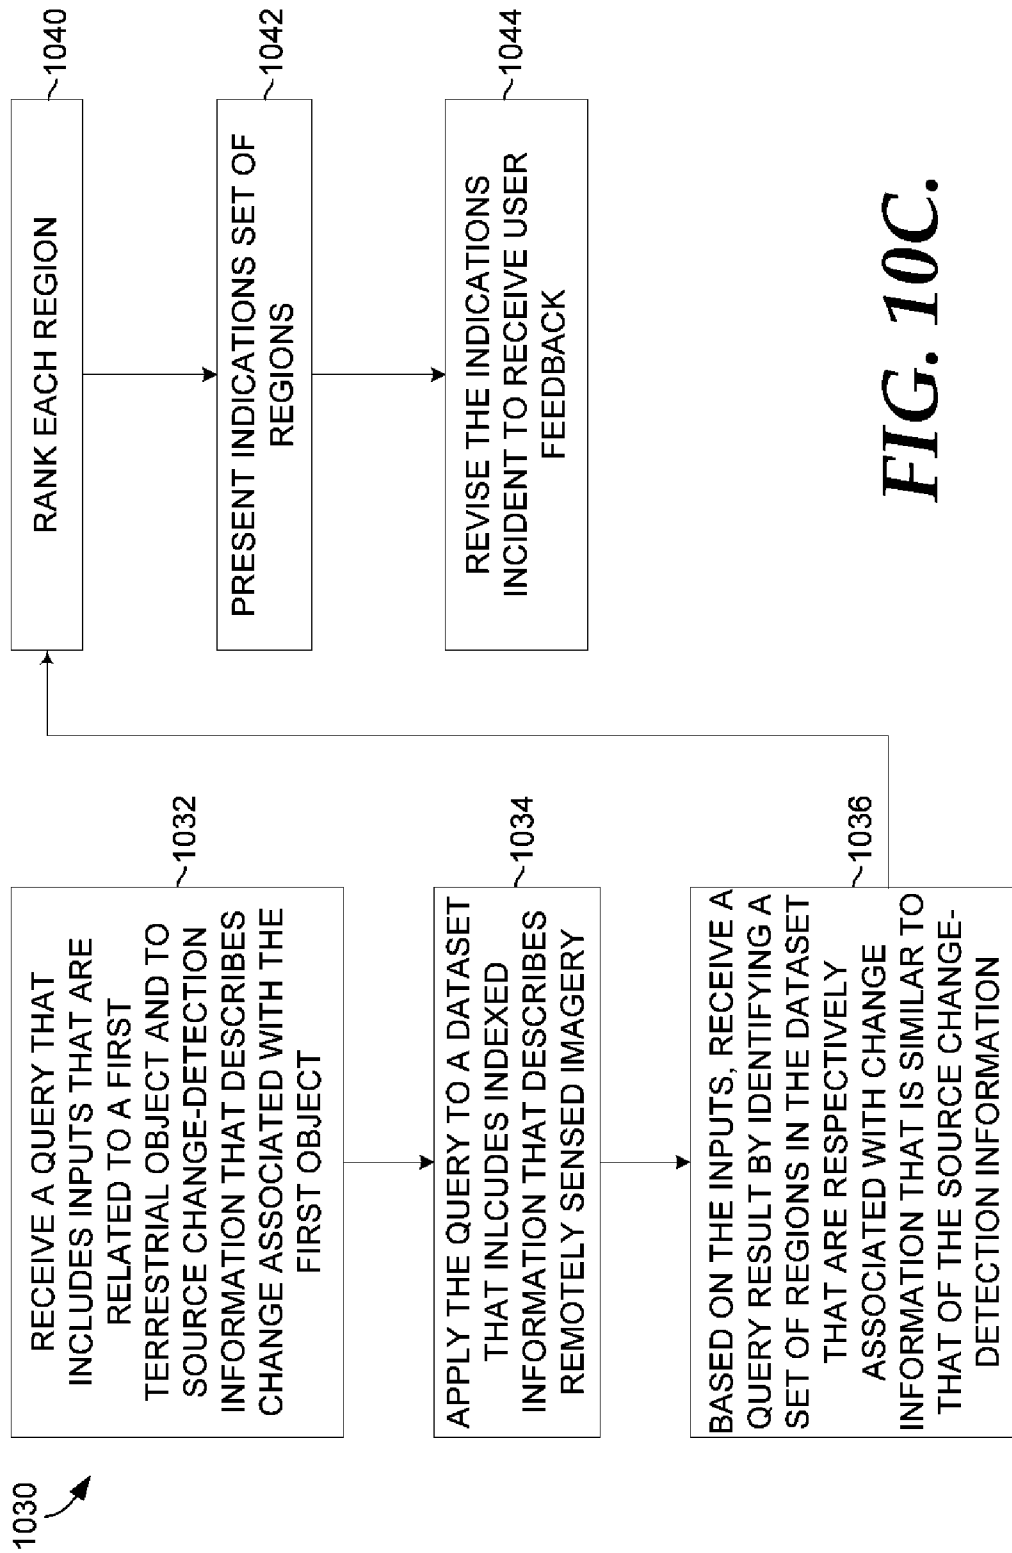 1030
RECEIVE A QUERY THAT
INCLUDES INPUTS THAT ARE
RELATED TO A FIRST
TERRESTRIAL OBJECT AND TO
SOURCE CHANGE-DETECTION
INFORMATION THAT DESCRIBES
CHANGE ASSOCIATED WITH THE
FIRST OBJECT
1032
APPLY THE QUERY TO A DATASET
THAT INLCUDES INDEXED
INFORMATION THAT DESCRIBES
REMOTELY SENSED IMAGERY
1034
BASED ON THE INPUTS, RECEIVE A
QUERY RESULT BY IDENTIFYING A
SET OF REGIONS IN THE DATASET
THAT ARE RESPECTIVELY
ASSOCIATED WITH CHANGE
INFORMATION THAT IS SIMILAR TO
THAT OF THE SOURCE CHANGE-
DETECTION INFORMATION
1036
RANK EACH REGION
1040
PRESENT INDICATIONS SET OF
REGIONS
1042
REVISE THE INDICATIONS
INCIDENT TO RECEIVE USER
FEEDBACK
1044
FIG. 10C.